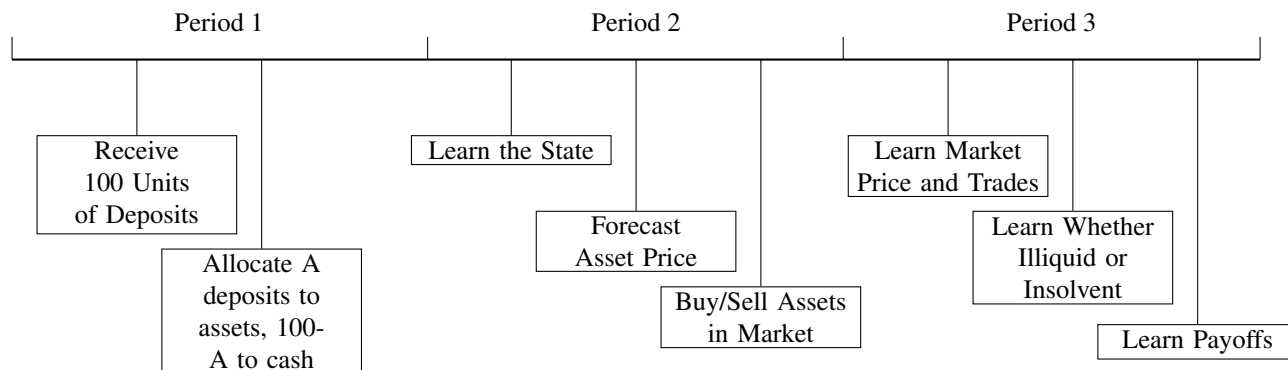 Period 1
Period 2
Period 3
Receive
100 Units
of Deposits
Allocate A
deposits to
assets, 100-
A to cash
Learn the State
Forecast
Asset Price
Buy/Sell Assets
in Market
Learn Market
Price and Trades
Learn Whether
Illiquid or
Insolvent
Learn Payoffs